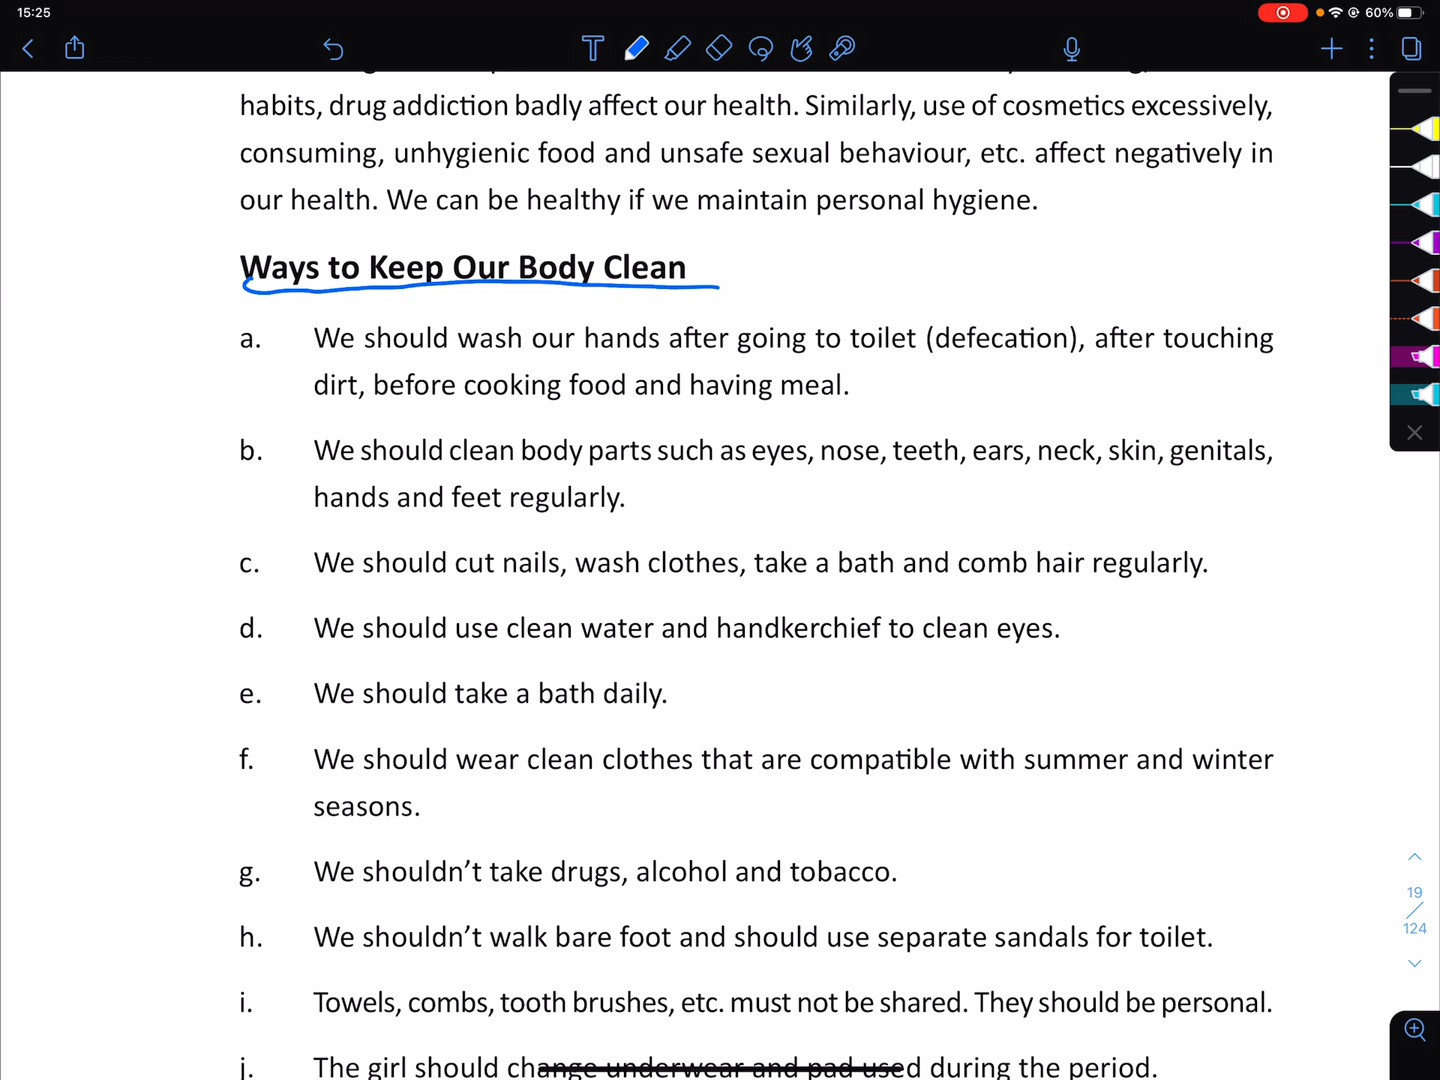 15:25
60%
habits, drug addiction badly affect our health. Similarly, use of cosmetics excessively,
consuming, unhygienic food and unsafe sexual behaviour, etc. affect negatively in
our health. We can be healthy if we maintain personal hygiene.
Ways to Keep Our Body Clean
a. We should wash our hands after going to toilet (defecation), after touching
dirt, before cooking food and having meal.
b. We should clean body parts such as eyes, nose, teeth, ears, neck, skin, genitals,
hands and feet regularly.
c. We should cut nails, wash clothes, take a bath and comb hair regularly.
d. We should use clean water and handkerchief to clean eyes.
e. We should take a bath daily.
f. We should wear clean clothes that are compatible with summer and winter
seasons.
g. We shouldn’t take drugs, alcohol and tobacco.
h. We shouldn’t walk bare foot and should use separate sandals for toilet.
i. Towels, combs, tooth brushes, etc. must not be shared. They should be personal.
j. The girl should change underwear and pad used during the period.
19
124